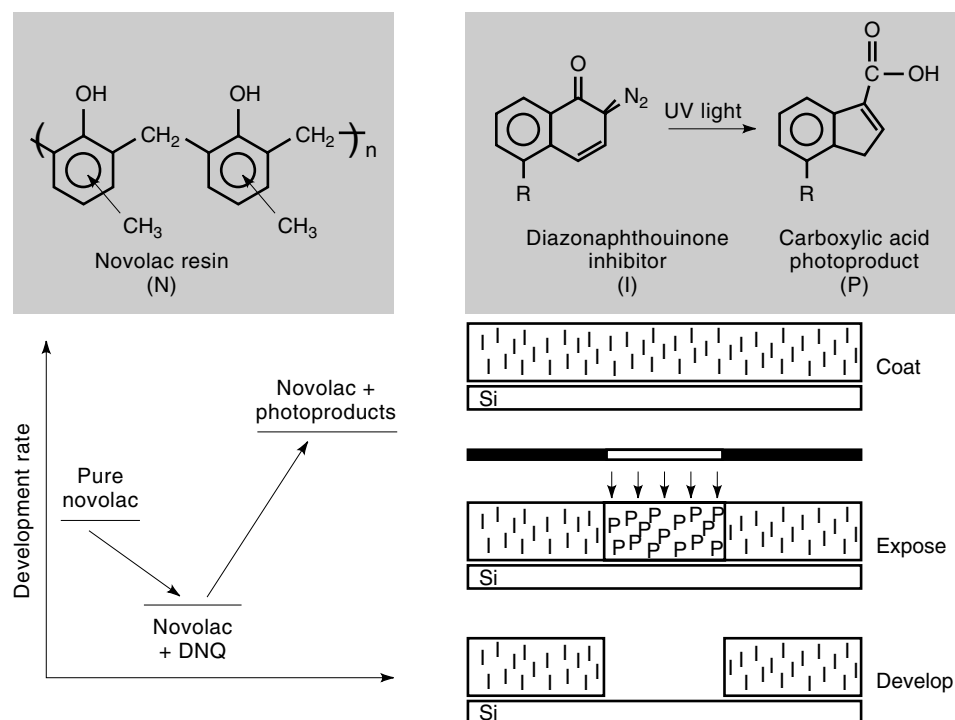 OH
OH
CH2
CH2
n
CH3
CH3
Novolac resin
(N)
O
N2
UV light
R
O
C
OH
R
Diazonaphthouinone
inhibitor
(I)
Carboxylic acid
photoproduct
(P)
Development rate
Pure
novolac
Novolac
+ DNQ
Novolac +
photoproducts
Si
Coat
P P P P P P P
P P P P P P P P
Si
Expose
Si
Develop